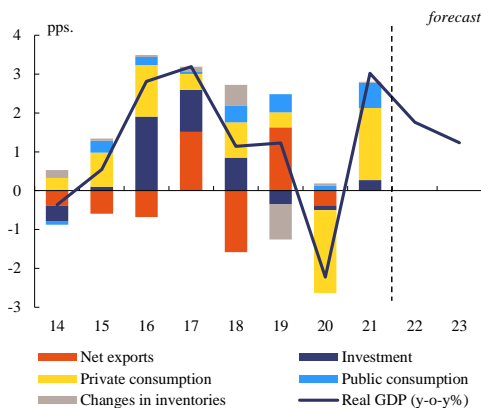 forecast
pps.
4
3
2
1
0
-1
-2
-3
14 15 16 17 18 19 20 21 22 23
Net exports Investment
Private consumption Public consumption
Changes in inventories Real GDP (y-o-y%)